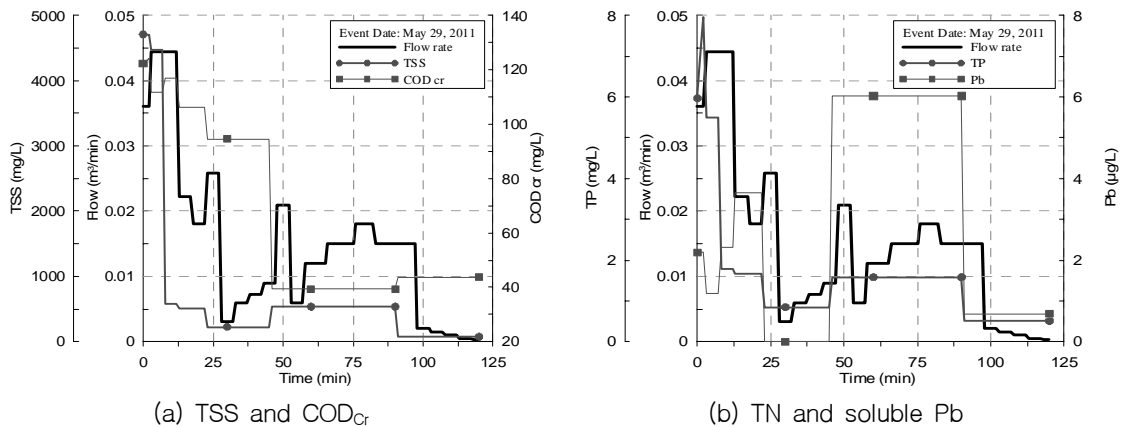 5000
4000
3000
2000
1000
0
TSS (mg/L)
0.05
0.04
0.03
0.02
0.01
0
Flow (m³/min)
Event Date: May 29, 2011
Flow rate
TSS
COD cr
140
120
100
80
60
40
20
COD cr (mg/L)
0 25 50 75 100 125
Time (min)
(a) TSS and CODCr
8
6
4
2
0
TP (mg/L)
0.05
0.04
0.03
0.02
0.01
0
Flow (m³/min)
Event Date: May 29, 2011
Flow rate
TP
Pb
8
6
4
2
0
Pb (µg/L)
0 25 50 75 100 125
Time (min)
(b) TN and soluble Pb